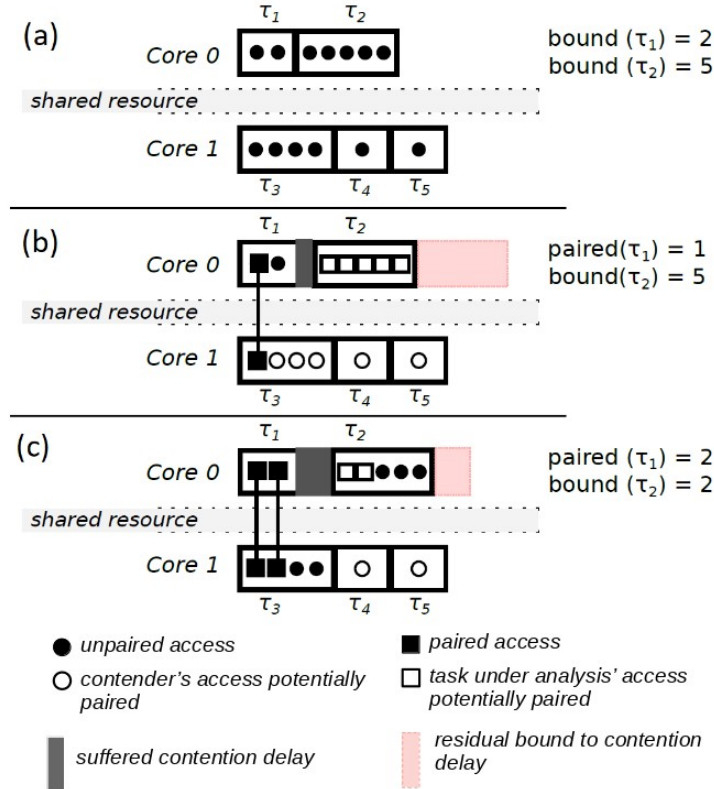 (a)
τ1 τ2
Core 0
bound (τ1) = 2
bound (τ2) = 5
shared resource
Core 1
τ3 τ4 τ5
(b)
τ1 τ2
Core 0
paired(τ1) = 1
bound(τ2) = 5
shared resource
Core 1
τ3 τ4 τ5
(c)
τ1 τ2
Core 0
paired (τ1) = 2
bound (τ2) = 2
shared resource
Core 1
τ3 τ4 τ5
unpaired access
paired access
contender's access potentially
paired
task under analysis' access
potentially paired
suffered contention delay
residual bound to contention
delay